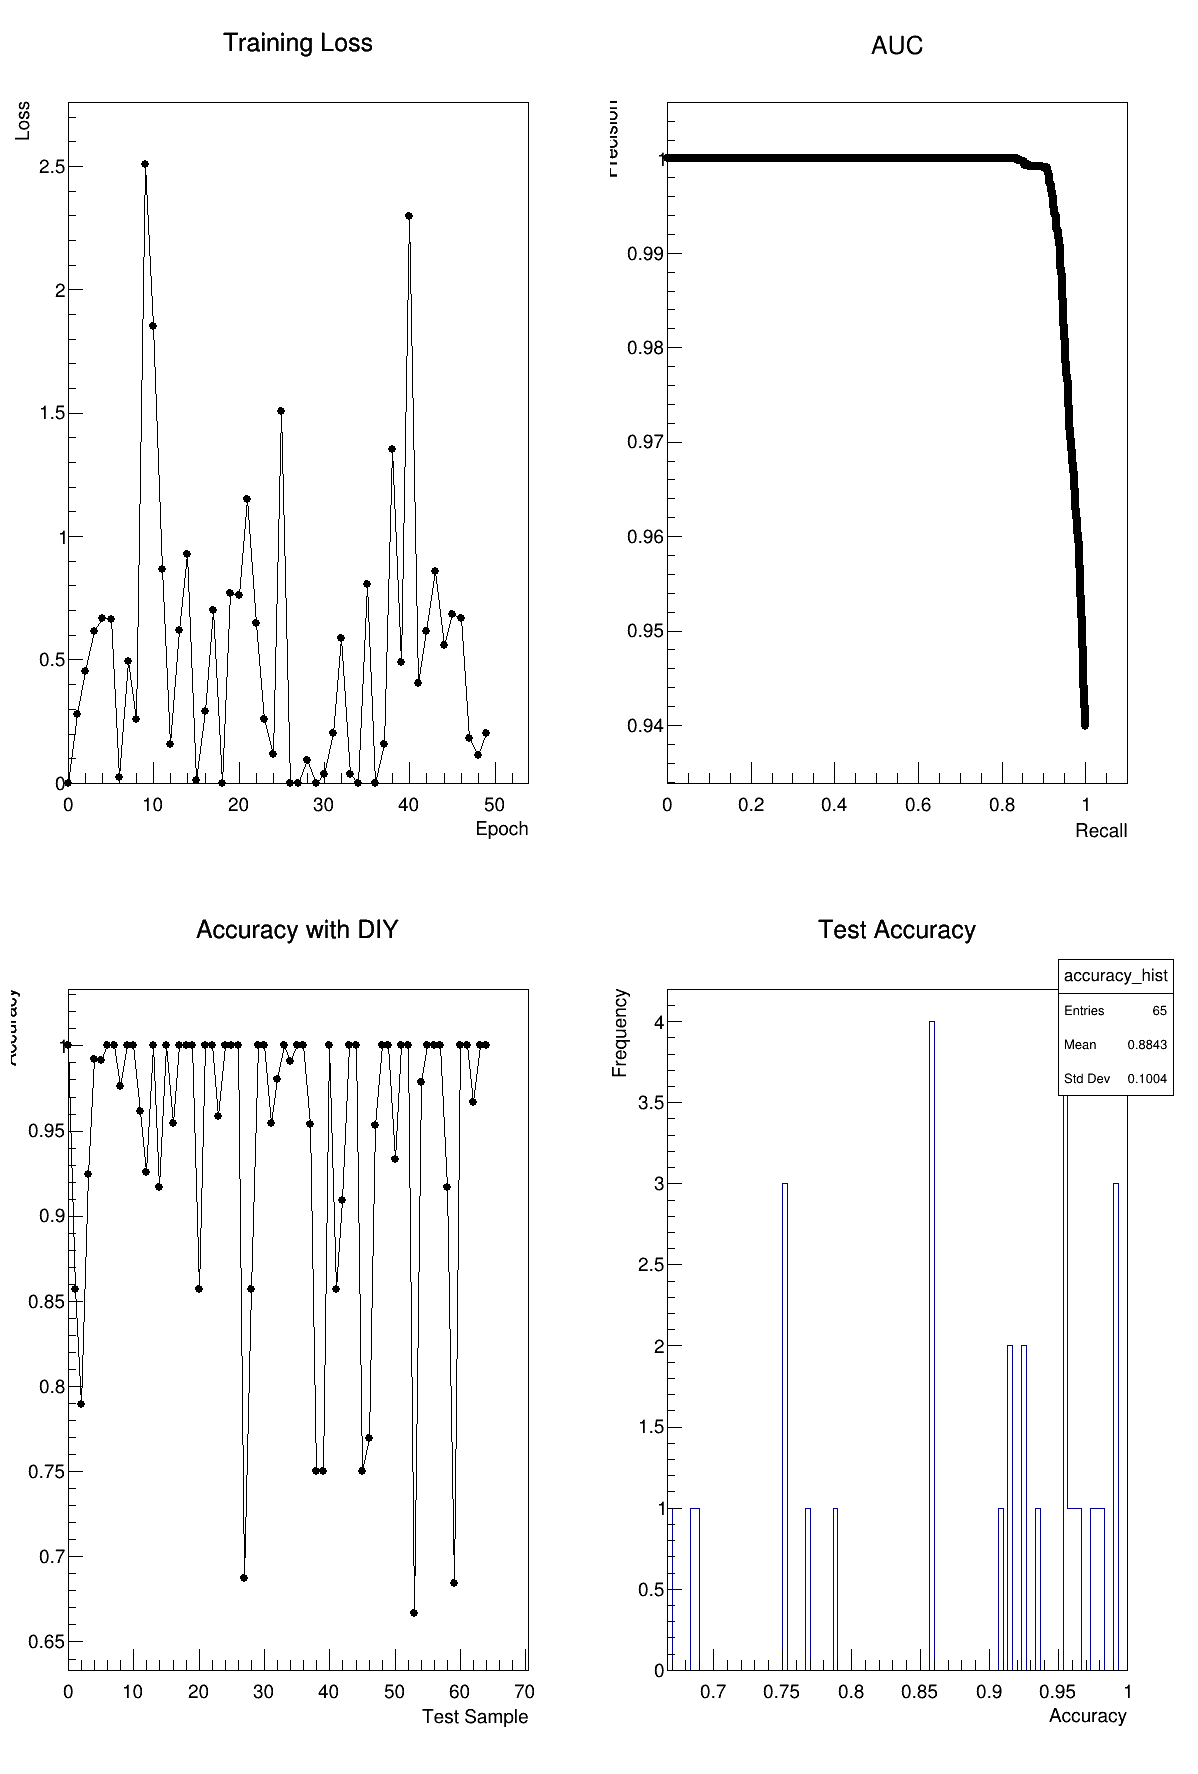 Training Loss
Loss
2.5
2
1.5
1
0.5
0
0 10 20 30 40 50
Epoch
AUC
Precision
1
0.99
0.98
0.97
0.96
0.95
0.94
0 0.2 0.4 0.6 0.8 1
Recall
Accuracy with DIY
Accuracy
1
0.95
0.9
0.85
0.8
0.75
0.7
0.65
0 10 20 30 40 50 60 70
Test Sample
Test Accuracy
accuracy_hist
Entries 65
Mean 0.8843
Std Dev 0.1004
Frequency
4
3.5
3
2.5
2
1.5
1
0.5
0
0.7 0.75 0.8 0.85 0.9 0.95 1
Accuracy